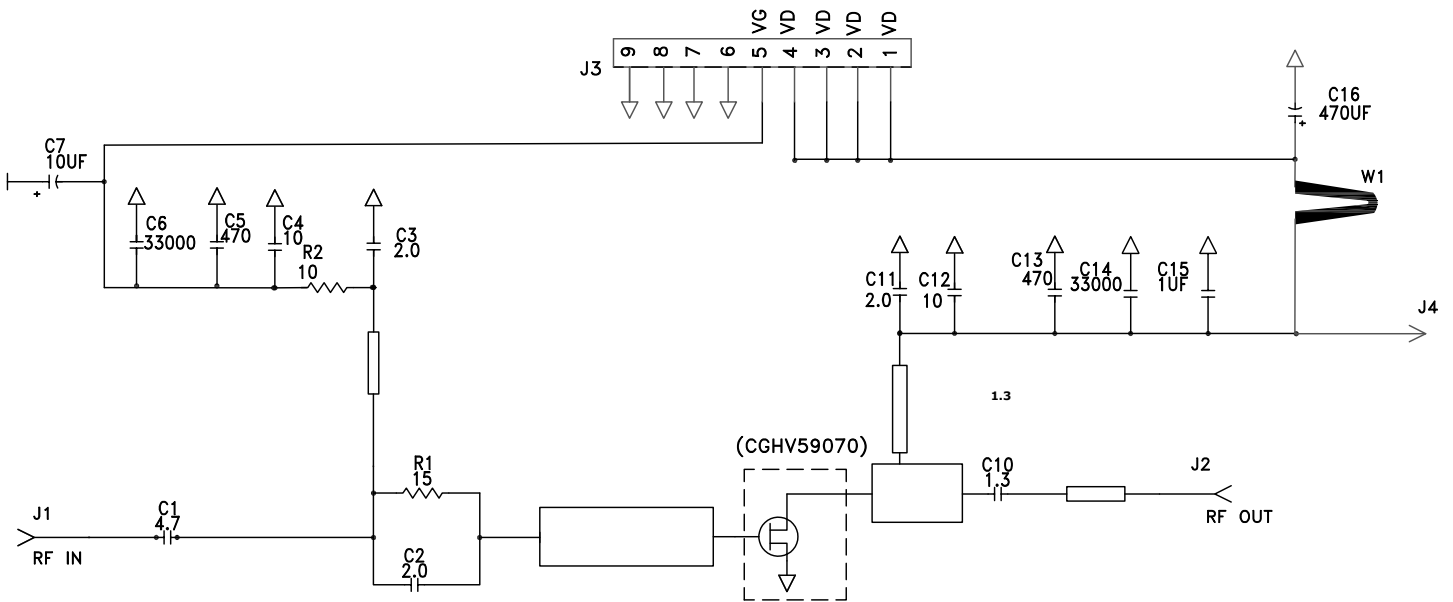 VG
VD
VD
VD
VD
J3
9
8
7
6
5
4
3
2
1
C16
470UF
C7
10UF
+
+
W1
C6
33000
C5
470
C4
10
R2
10
C3
2.0
C11
2.0
C12
10
C13
470
C14
33000
C15
1UF
J4
1.3
(CGHV59070)
R1
15
C10
1.3
J2
RF OUT
J1
RF IN
C1
4.7
C2
2.0